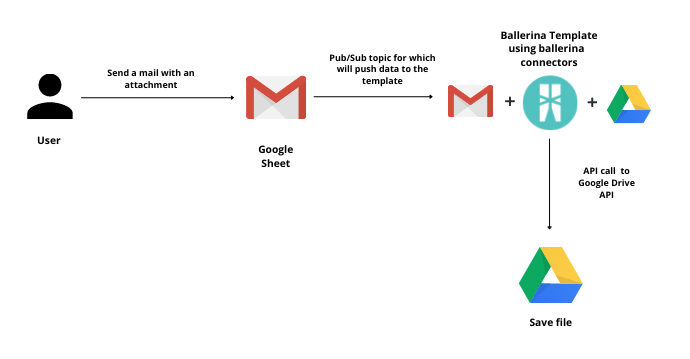 Ballerina Template
using ballerina
connectors
Pub/Sub topic for which
will push data to the
template
Send a mail with an
attachment
+
+
User
Google
Sheet
API call to
Google Drive
API
Save file